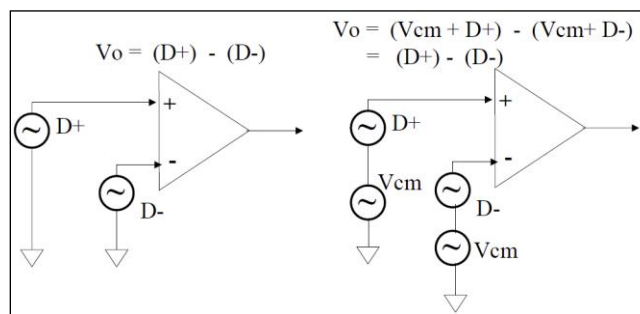 Vo = (D+) - (D-)
+
D+
-
D-
Vo = (Vcm + D+) - (Vcm+ D-)
= (D+) - (D-)
+
D+
-
Vcm
D-
Vcm